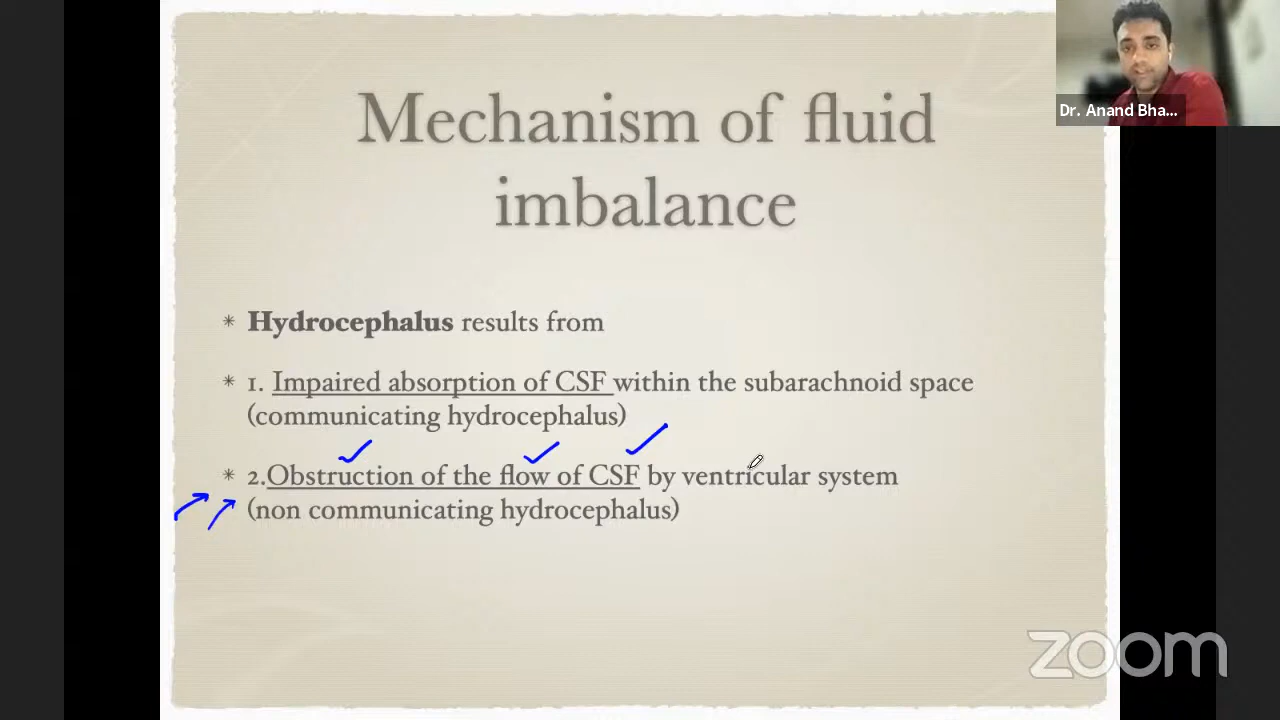 Mechanism of fluid
imbalance
Dr. Anand Bha...
* Hydrocephalus results from
* 1. Impaired absorption of CSF within the subarachnoid space
(communicating hydrocephalus)
* 2.Obstruction of the flow of CSF by ventricular system
(non communicating hydrocephalus)
zoom